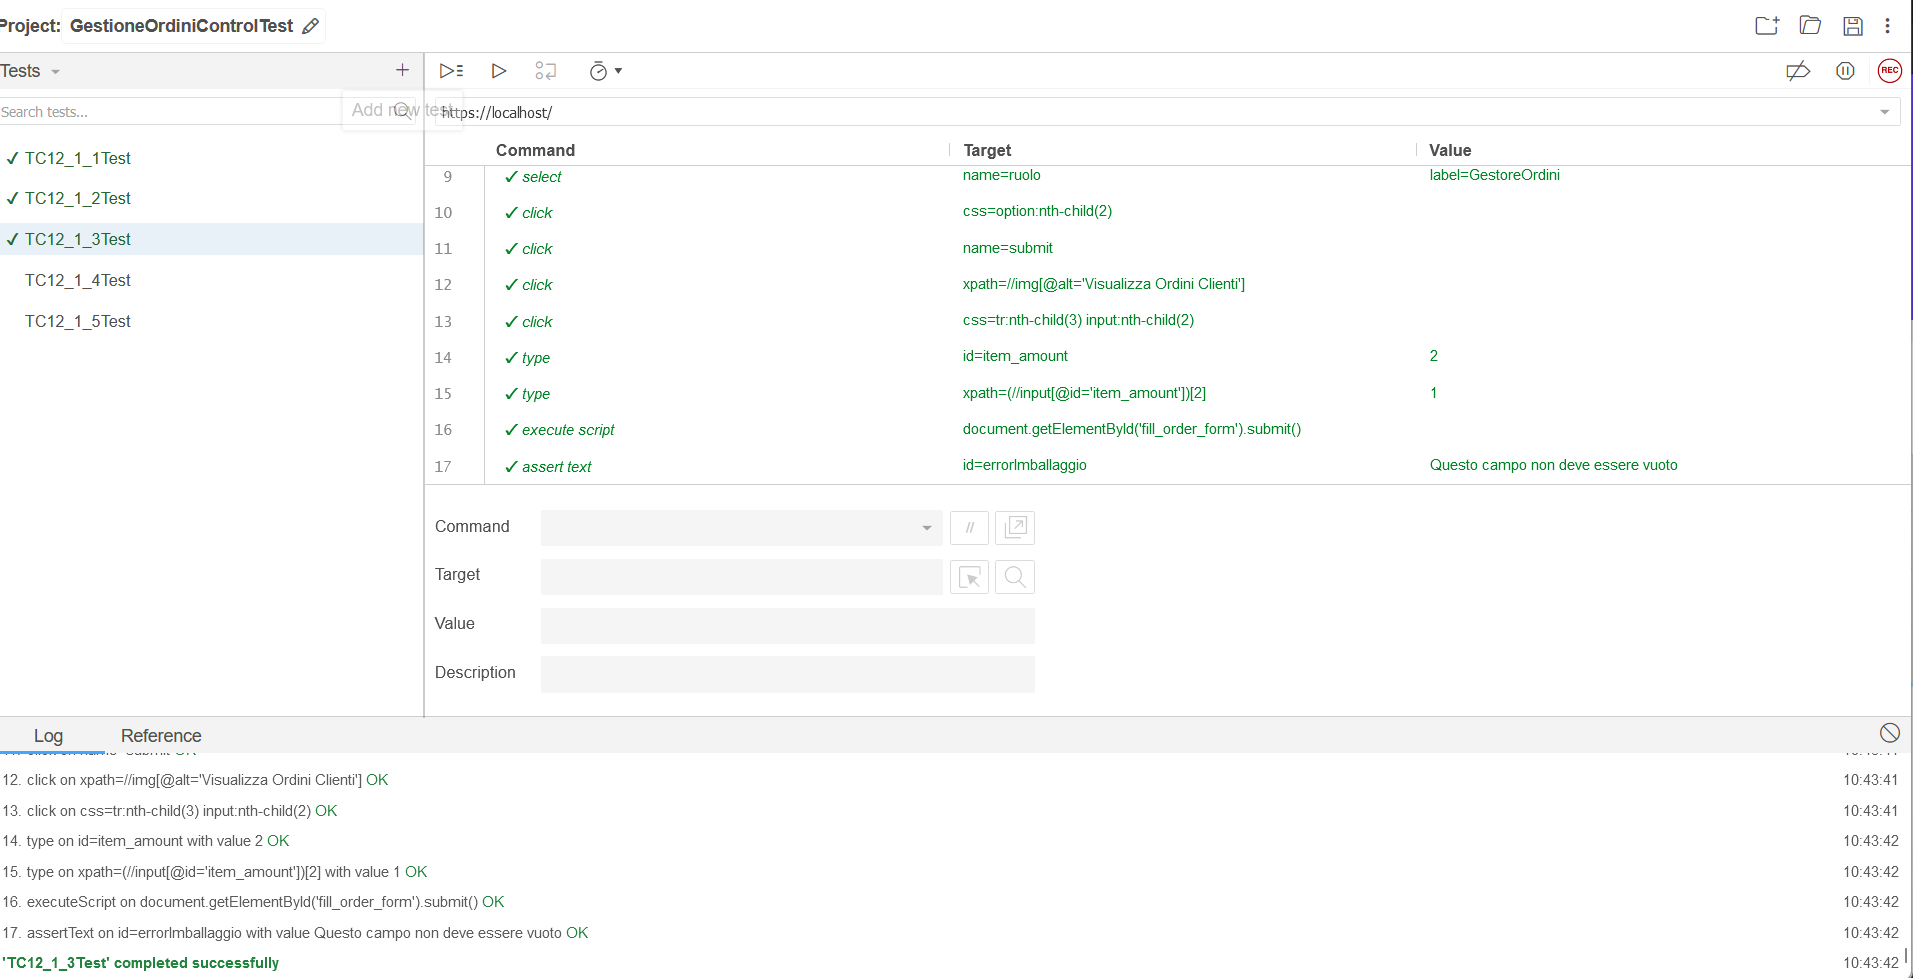 Project: GestioneOrdiniControlTest
Tests
Search tests...
Add new test
https://localhost/
TC12_1_1Test
TC12_1_2Test
TC12_1_3Test
TC12_1_4Test
TC12_1_5Test
REC
Command Target Value
9 select name=ruolo label=GestoreOrdini
10 click css=option:nth-child(2)
11 click name=submit
12 click xpath=//img[@alt='Visualizza Ordini Clienti']
13 click css=tr:nth-child(3) input:nth-child(2)
14 type id=item_amount 2
15 type xpath=(//input[@id='item_amount'])[2] 1
16 execute script document.getElementById('fill_order_form').submit()
17 assert text id=errorImballaggio Questo campo non deve essere vuoto
Command
//
Target
Value
Description
Log Reference
12. click on xpath=//img[@alt='Visualizza Ordini Clienti'] OK 10:43:41
13. click on css=tr:nth-child(3) input:nth-child(2) OK 10:43:41
14. type on id=item_amount with value 2 OK 10:43:42
15. type on xpath=(//input[@id='item_amount'])[2] with value 1 OK 10:43:42
16. executeScript on document.getElementById('fill_order_form').submit() OK 10:43:42
17. assertText on id=errorImballaggio with value Questo campo non deve essere vuoto OK 10:43:42
'TC12_1_3Test' completed successfully 10:43:42